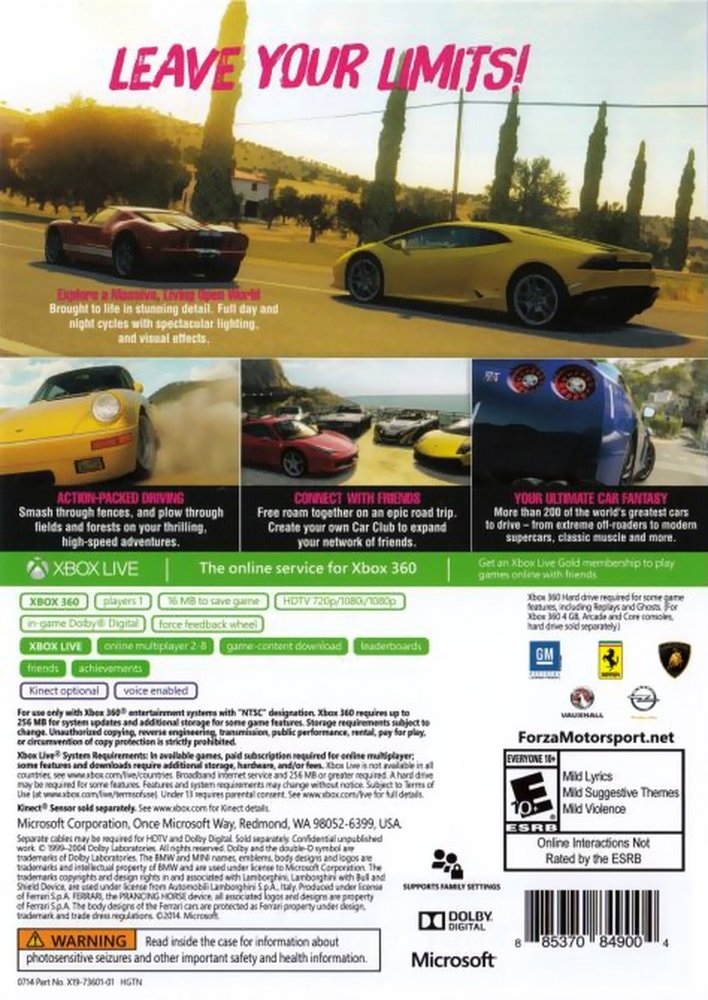 LEAVE YOUR LIMITS!
Explore a Massive, Living Open World
Brought to life in stunning detail. Full day and
night cycles with spectacular lighting,
and visual effects.
ACTION-PACKED DRIVING
Smash through fences, and plow through
fields and forests on your thrilling,
high-speed adventures.
CONNECT WITH FRIENDS
Free roam together on an epic road trip.
Create your own Car Club to expand
your network of friends.
YOUR ULTIMATE CAR FANTASY
More than 200 of the world's greatest cars
to drive – from extreme off-roaders to modern
supercars, classic muscle and more.
XBOX LIVE
The online service for Xbox 360
Get an Xbox Live Gold membership to play
games online with friends
XBOX 360 players 1 16 MB to save game HDTV 720p/1080i/1080p
in-game Dolby® Digital force feedback wheel
XBOX LIVE online multiplayer 2-8 game-content download leaderboards
friends achievements
Kinect optional voice enabled
Xbox 360 Hard drive required for some game
features, including Replays and Ghosts. (For
Xbox 360 4 GB, Arcade and Core consoles,
hard drive sold separately.)
GM
VAUXHALL
For use only with Xbox 360® entertainment systems with "NTSC" designation. Xbox 360 requires up to
256 MB for system updates and additional storage for some game features. Storage requirements subject to
change. Unauthorized copying, reverse engineering, transmission, public performance, rental, pay for play,
or circumvention of copy protection is strictly prohibited.
Xbox Live® System Requirements: In available games, paid subscription required for online multiplayer;
some features and downloads require additional storage, hardware, and/or fees. Xbox Live is not available in all
countries, see www.xbox.com/live/countries. Broadband internet service and 256 MB or greater required. A hard drive
may be required for some features. Features and system requirements may change without notice. Subject to Terms of
Use (at www.xbox.com/live/termsofuse). Under 13 requires parental consent. See www.xbox.com/live for full details.
Kinect® Sensor sold separately. See www.xbox.com for Kinect details.
Microsoft Corporation, One Microsoft Way, Redmond, WA 98052-6399, USA.
Separate cables may be required for HDTV and Dolby Digital. Sold separately. Confidential unpublished
work. © 1999–2004 Dolby Laboratories. All rights reserved. Dolby and the double-D symbol are
trademarks of Dolby Laboratories. The BMW and MINI names, emblems, body designs and logos are
trademarks and intellectual property of BMW and are used under license to Microsoft Corporation. The
trademarks copyrights and design rights in and associated with Lamborghini, Lamborghini with Bull and
Shield Device, are used under license from Automobili Lamborghini S.p.A., Italy. Produced under license
of Ferrari S.p.A. FERRARI, the PRANCING HORSE device, all associated logos and designs are property
of Ferrari S.p.A. The body designs of the Ferrari cars are protected as Ferrari property under design,
trademark and trade dress regulations. ©2014 Microsoft.
ForzaMotorsport.net
EVERYONE 10+
E
10+
ESRB
Mild Lyrics
Mild Suggestive Themes
Mild Violence
Online Interactions Not
Rated by the ESRB
SUPPORTS FAMILY SETTINGS
DOLBY
DIGITAL
Microsoft
8 85370 84900 4
WARNING Read inside the case for information about
photosensitive seizures and other important safety and health information.
0714 Part No. X19-73601-01 HGTN